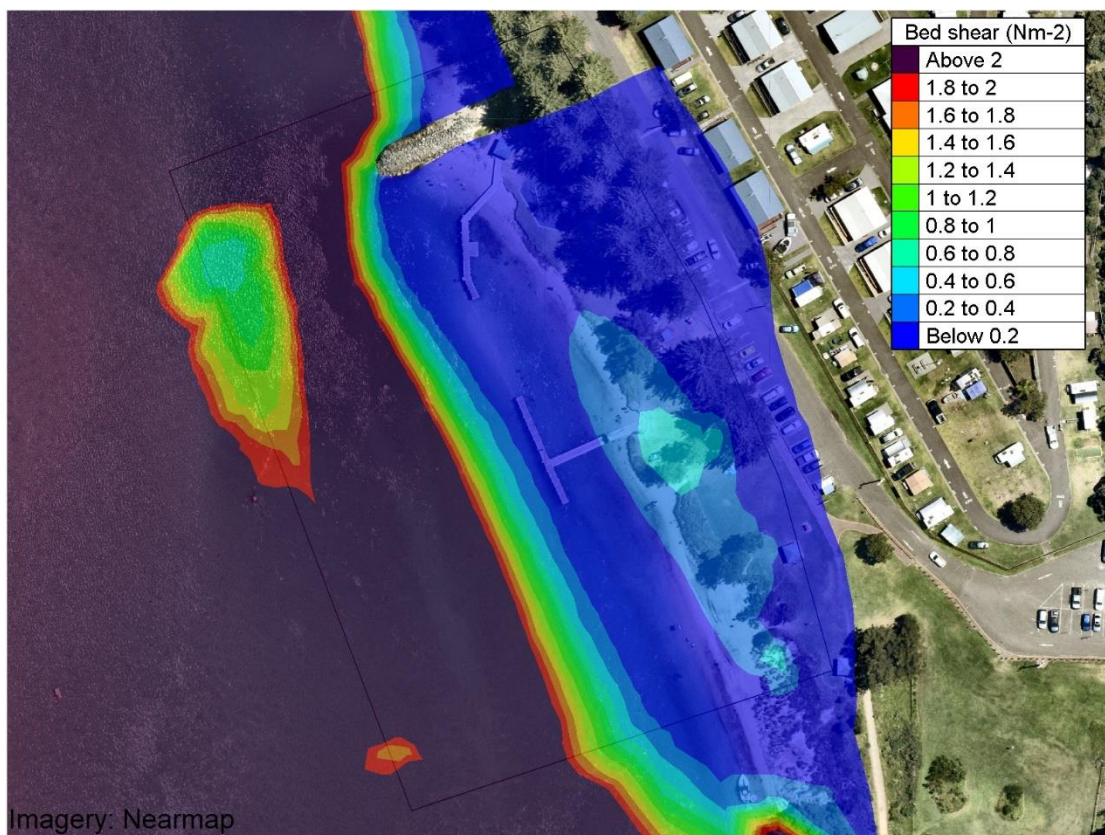 Bed shear (Nm-2)
Above 2
1.8 to 2
1.6 to 1.8
1.4 to 1.6
1.2 to 1.4
1 to 1.2
0.8 to 1
0.6 to 0.8
0.4 to 0.6
0.2 to 0.4
Below 0.2
Imagery: Nearmap